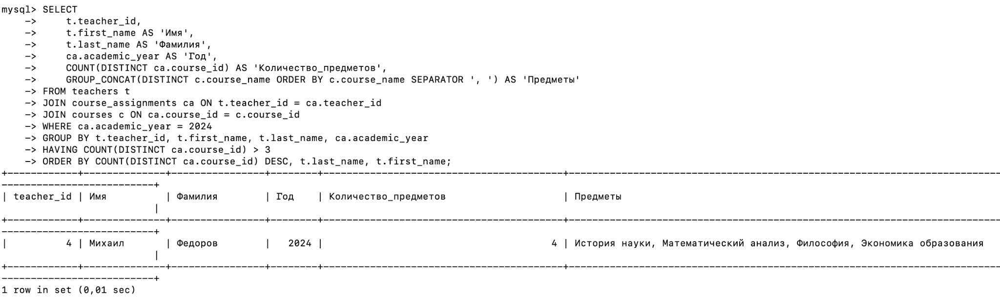 mysql> SELECT
    ->     t.teacher_id,
    ->     t.first_name AS 'Имя',
    ->     t.last_name AS 'Фамилия',
    ->     ca.academic_year AS 'Год',
    ->     COUNT(DISTINCT ca.course_id) AS 'Количество_предметов',
    ->     GROUP_CONCAT(DISTINCT c.course_name ORDER BY c.course_name SEPARATOR ', ') AS 'Предметы'
    -> FROM teachers t
    -> JOIN course_assignments ca ON t.teacher_id = ca.teacher_id
    -> JOIN courses c ON ca.course_id = c.course_id
    -> WHERE ca.academic_year = 2024
    -> GROUP BY t.teacher_id, t.first_name, t.last_name, ca.academic_year
    -> HAVING COUNT(DISTINCT ca.course_id) > 3
    -> ORDER BY COUNT(DISTINCT ca.course_id) DESC, t.last_name, t.first_name;
+------------+--------------+----------------+--------+-----------------------------------------+--------------------------------------------------------------------------
--------------------------+
| teacher_id | Имя          | Фамилия        | Год    | Количество_предметов                    | Предметы
                          |
+------------+--------------+----------------+--------+-----------------------------------------+--------------------------------------------------------------------------
--------------------------+
|          4 | Михаил       | Федоров        |   2024 |                                       4 | История науки, Математический анализ, Философия, Экономика образования
                          |
+------------+--------------+----------------+--------+-----------------------------------------+--------------------------------------------------------------------------
--------------------------+
1 row in set (0,01 sec)